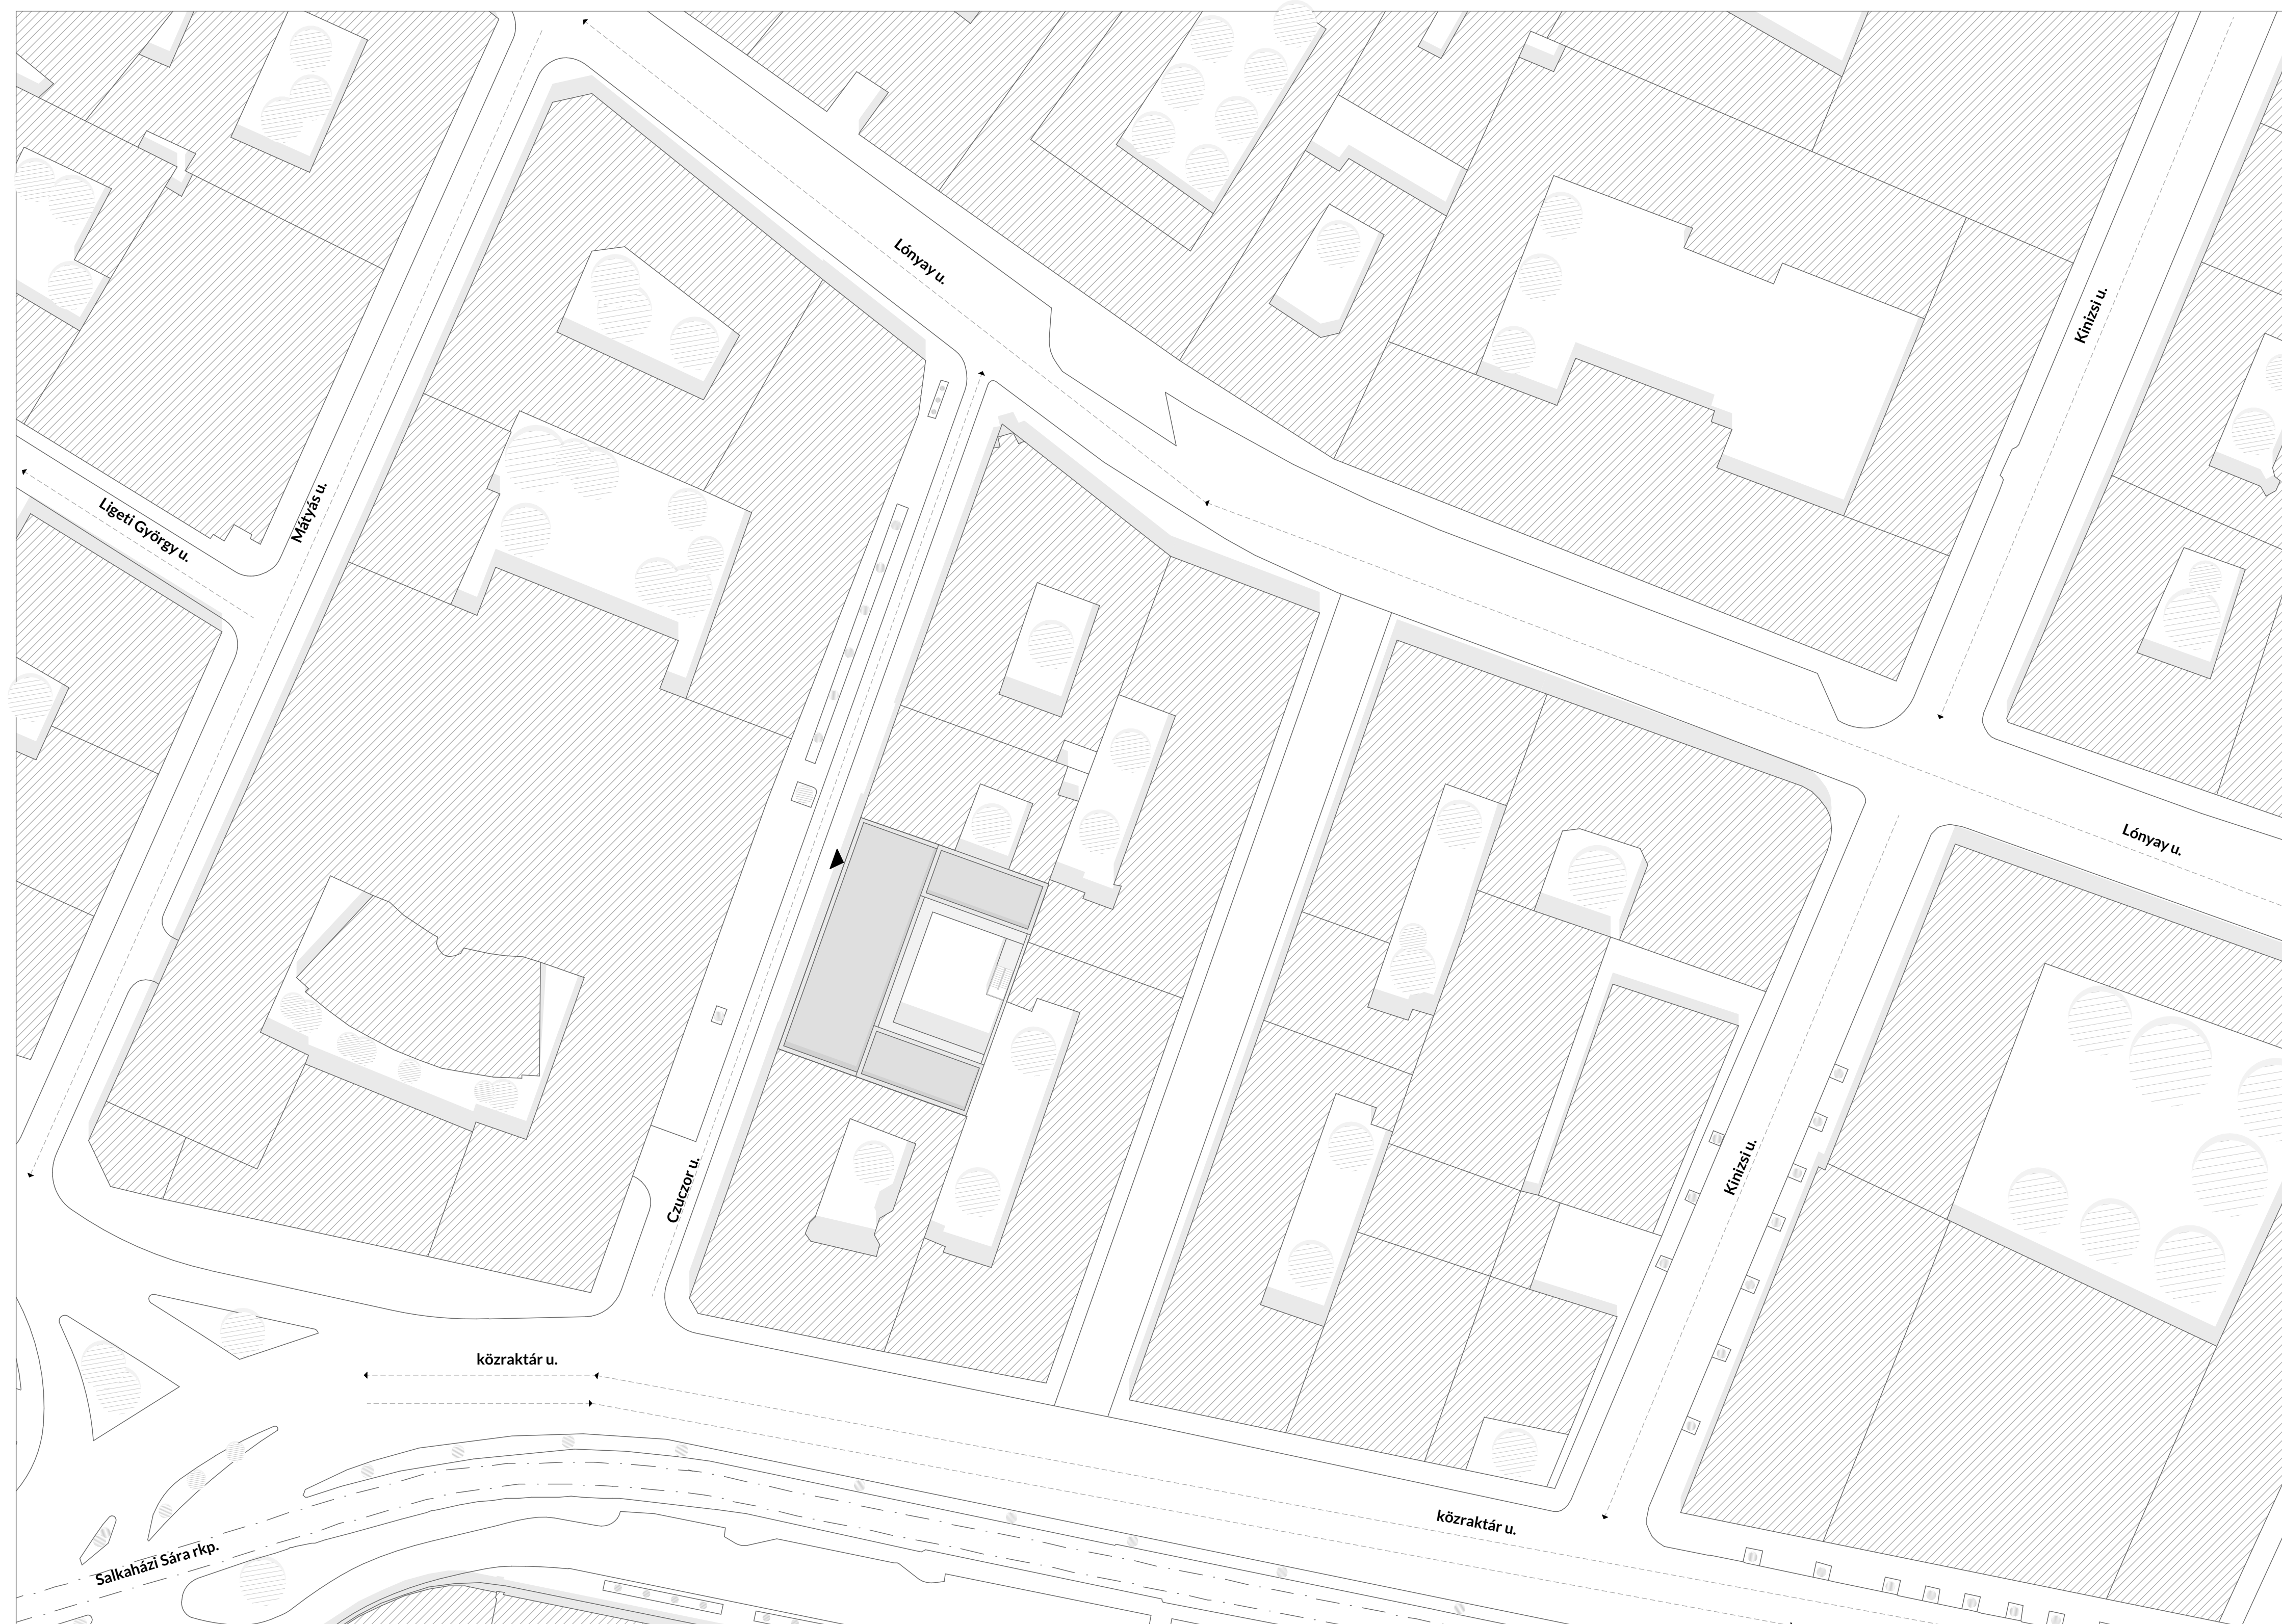 Lónyay u.
Kinizsi u.
Mátyás u.
Ligeti György u.
Lónyay u.
Kinizsi u.
Czuczor u.
közraktár u.
közraktár u.
Salkaházi Sára rkp.